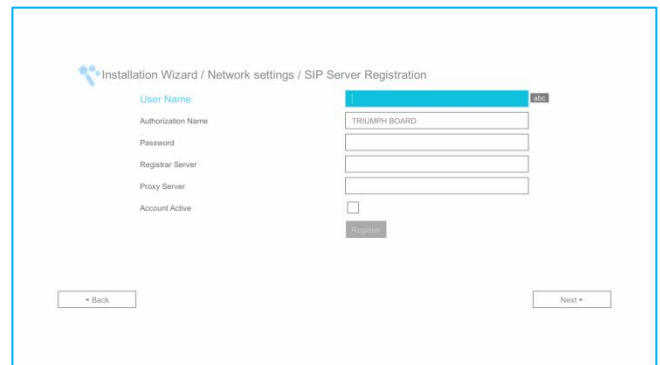 Installation Wizard / Network settings / SIP Server Registration
User Name abc
Authorization Name TRIUMPH BOARD
Password
Registrar Server
Proxy Server
Account Active
Register
◂ Back Next ▸